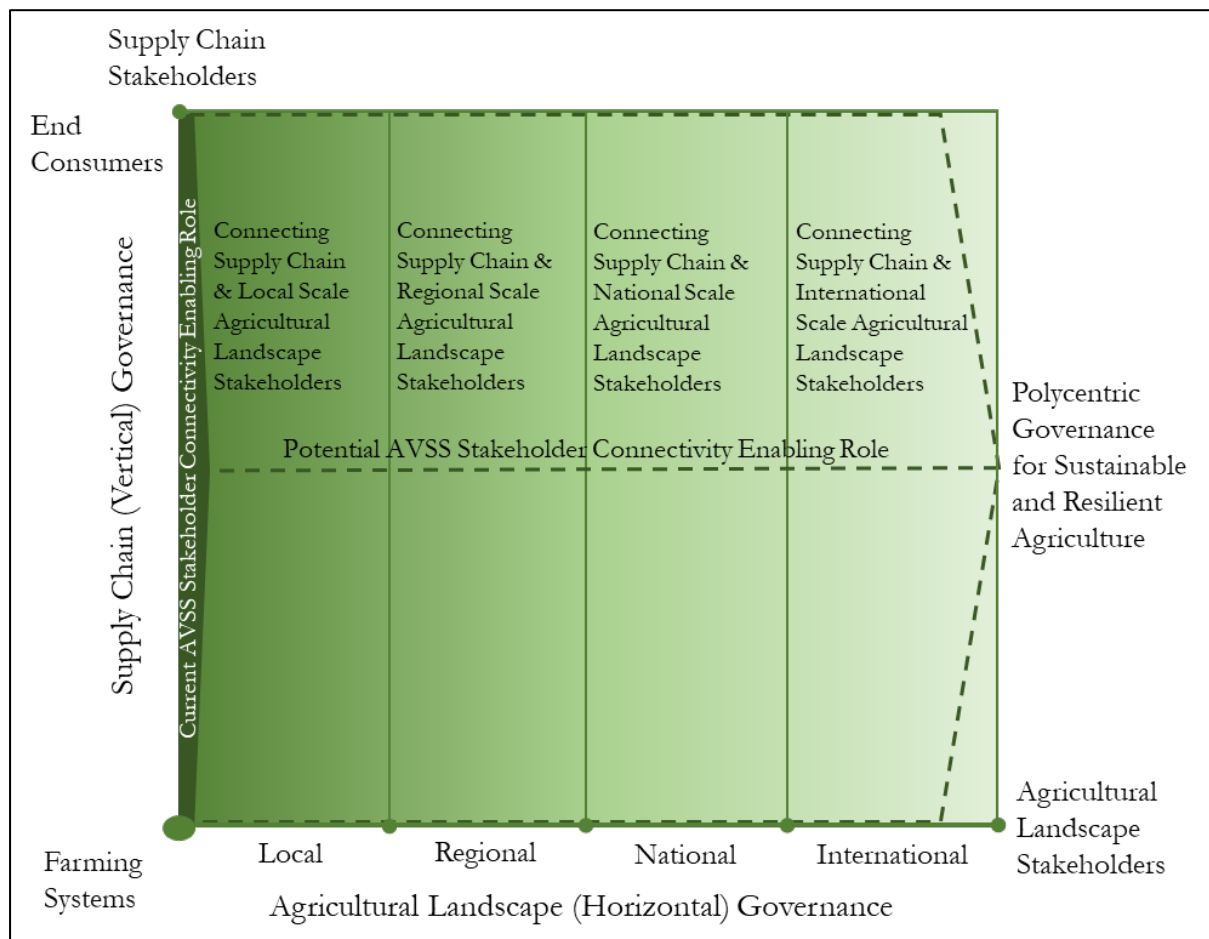 Supply Chain
Stakeholders
End
Consumers
Supply Chain (Vertical) Governance
Current AVSS Stakeholder Connectivity Enabling Role
Connecting
Supply Chain
& Local Scale
Agricultural
Landscape
Stakeholders
Connecting
Supply Chain &
Regional Scale
Agricultural
Landscape
Stakeholders
Connecting
Supply Chain &
National Scale
Agricultural
Landscape
Stakeholders
Connecting
Supply Chain &
International
Scale Agricultural
Landscape
Stakeholders
Potential AVSS Stakeholder Connectivity Enabling Role
Polycentric
Governance
for Sustainable
and Resilient
Agriculture
Agricultural
Landscape
Stakeholders
Farming
Systems
Local
Regional
National
International
Agricultural Landscape (Horizontal) Governance